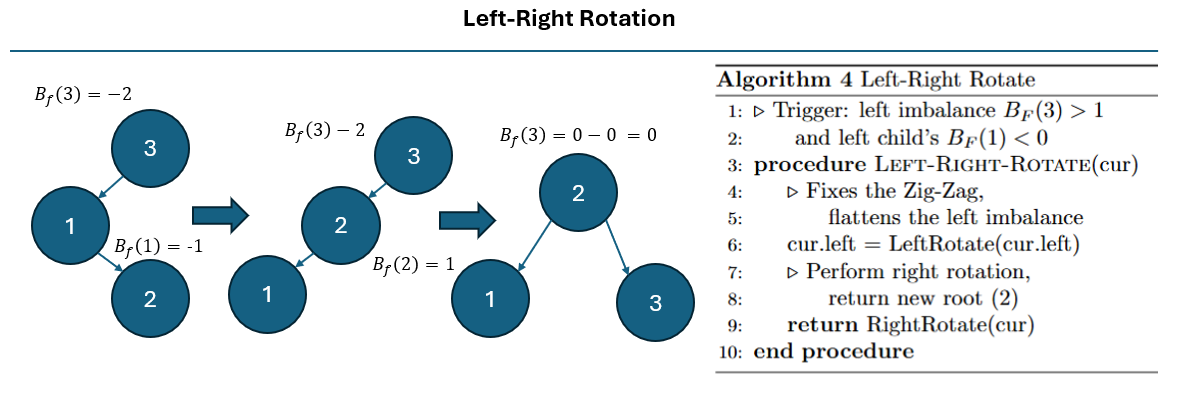 Left-Right Rotation
B_f(3) = −2
3
1
B_f(1) = -1
2
B_f(3) − 2
3
2
B_f(2) = 1
1
B_f(3) = 0 − 0 = 0
2
1
3
Algorithm 4 Left-Right Rotate
1: ▷ Trigger: left imbalance B_F(3) > 1
2: and left child's B_F(1) < 0
3: procedure LEFT-RIGHT-ROTATE(cur)
4: ▷ Fixes the Zig-Zag,
5: flattens the left imbalance
6: cur.left = LeftRotate(cur.left)
7: ▷ Perform right rotation,
8: return new root (2)
9: return RightRotate(cur)
10: end procedure